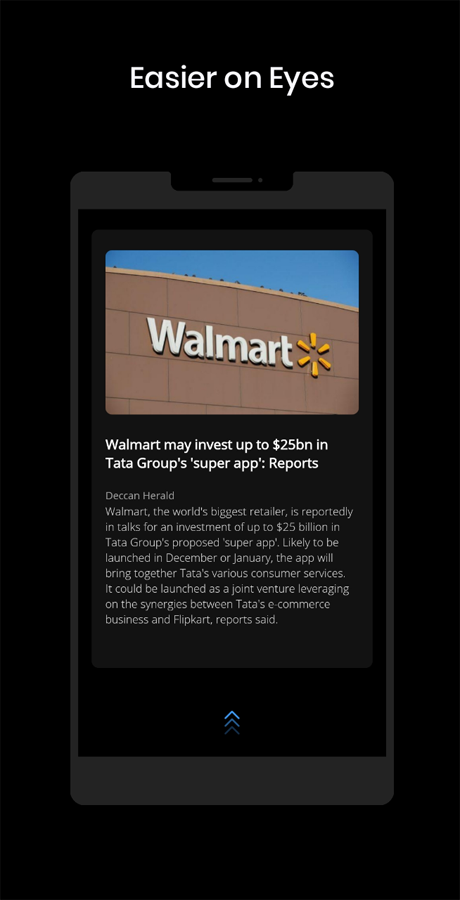 Easier on Eyes
Walmart
Walmart may invest up to $25bn in
Tata Group's 'super app': Reports
Deccan Herald
Walmart, the world's biggest retailer, is reportedly
in talks for an investment of up to $25 billion in
Tata Group's proposed 'super app'. Likely to be
launched in December or January, the app will
bring together Tata's various consumer services.
It could be launched as a joint venture leveraging
on the synergies between Tata's e-commerce
business and Flipkart, reports said.